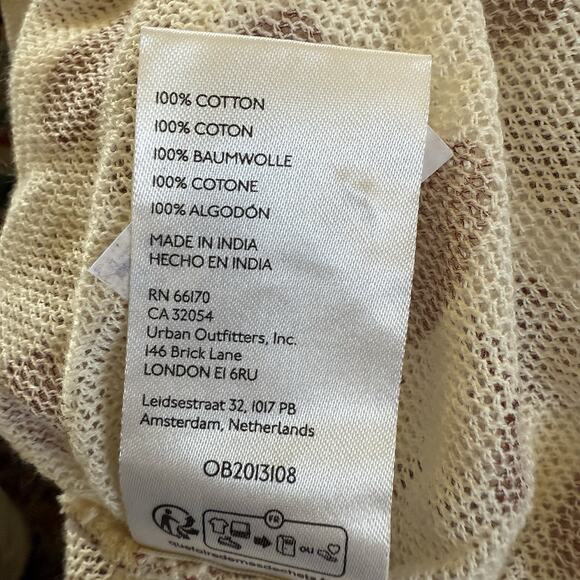 100% COTTON
100% COTON
100% BAUMWOLLE
100% COTONE
100% ALGODÓN
MADE IN INDIA
HECHO EN INDIA
RN 66170
CA 32054
Urban Outfitters, Inc.
146 Brick Lane
LONDON E1 6RU
Leidsestraat 32, 1017 PB
Amsterdam, Netherlands
OB2013108
FR
OU